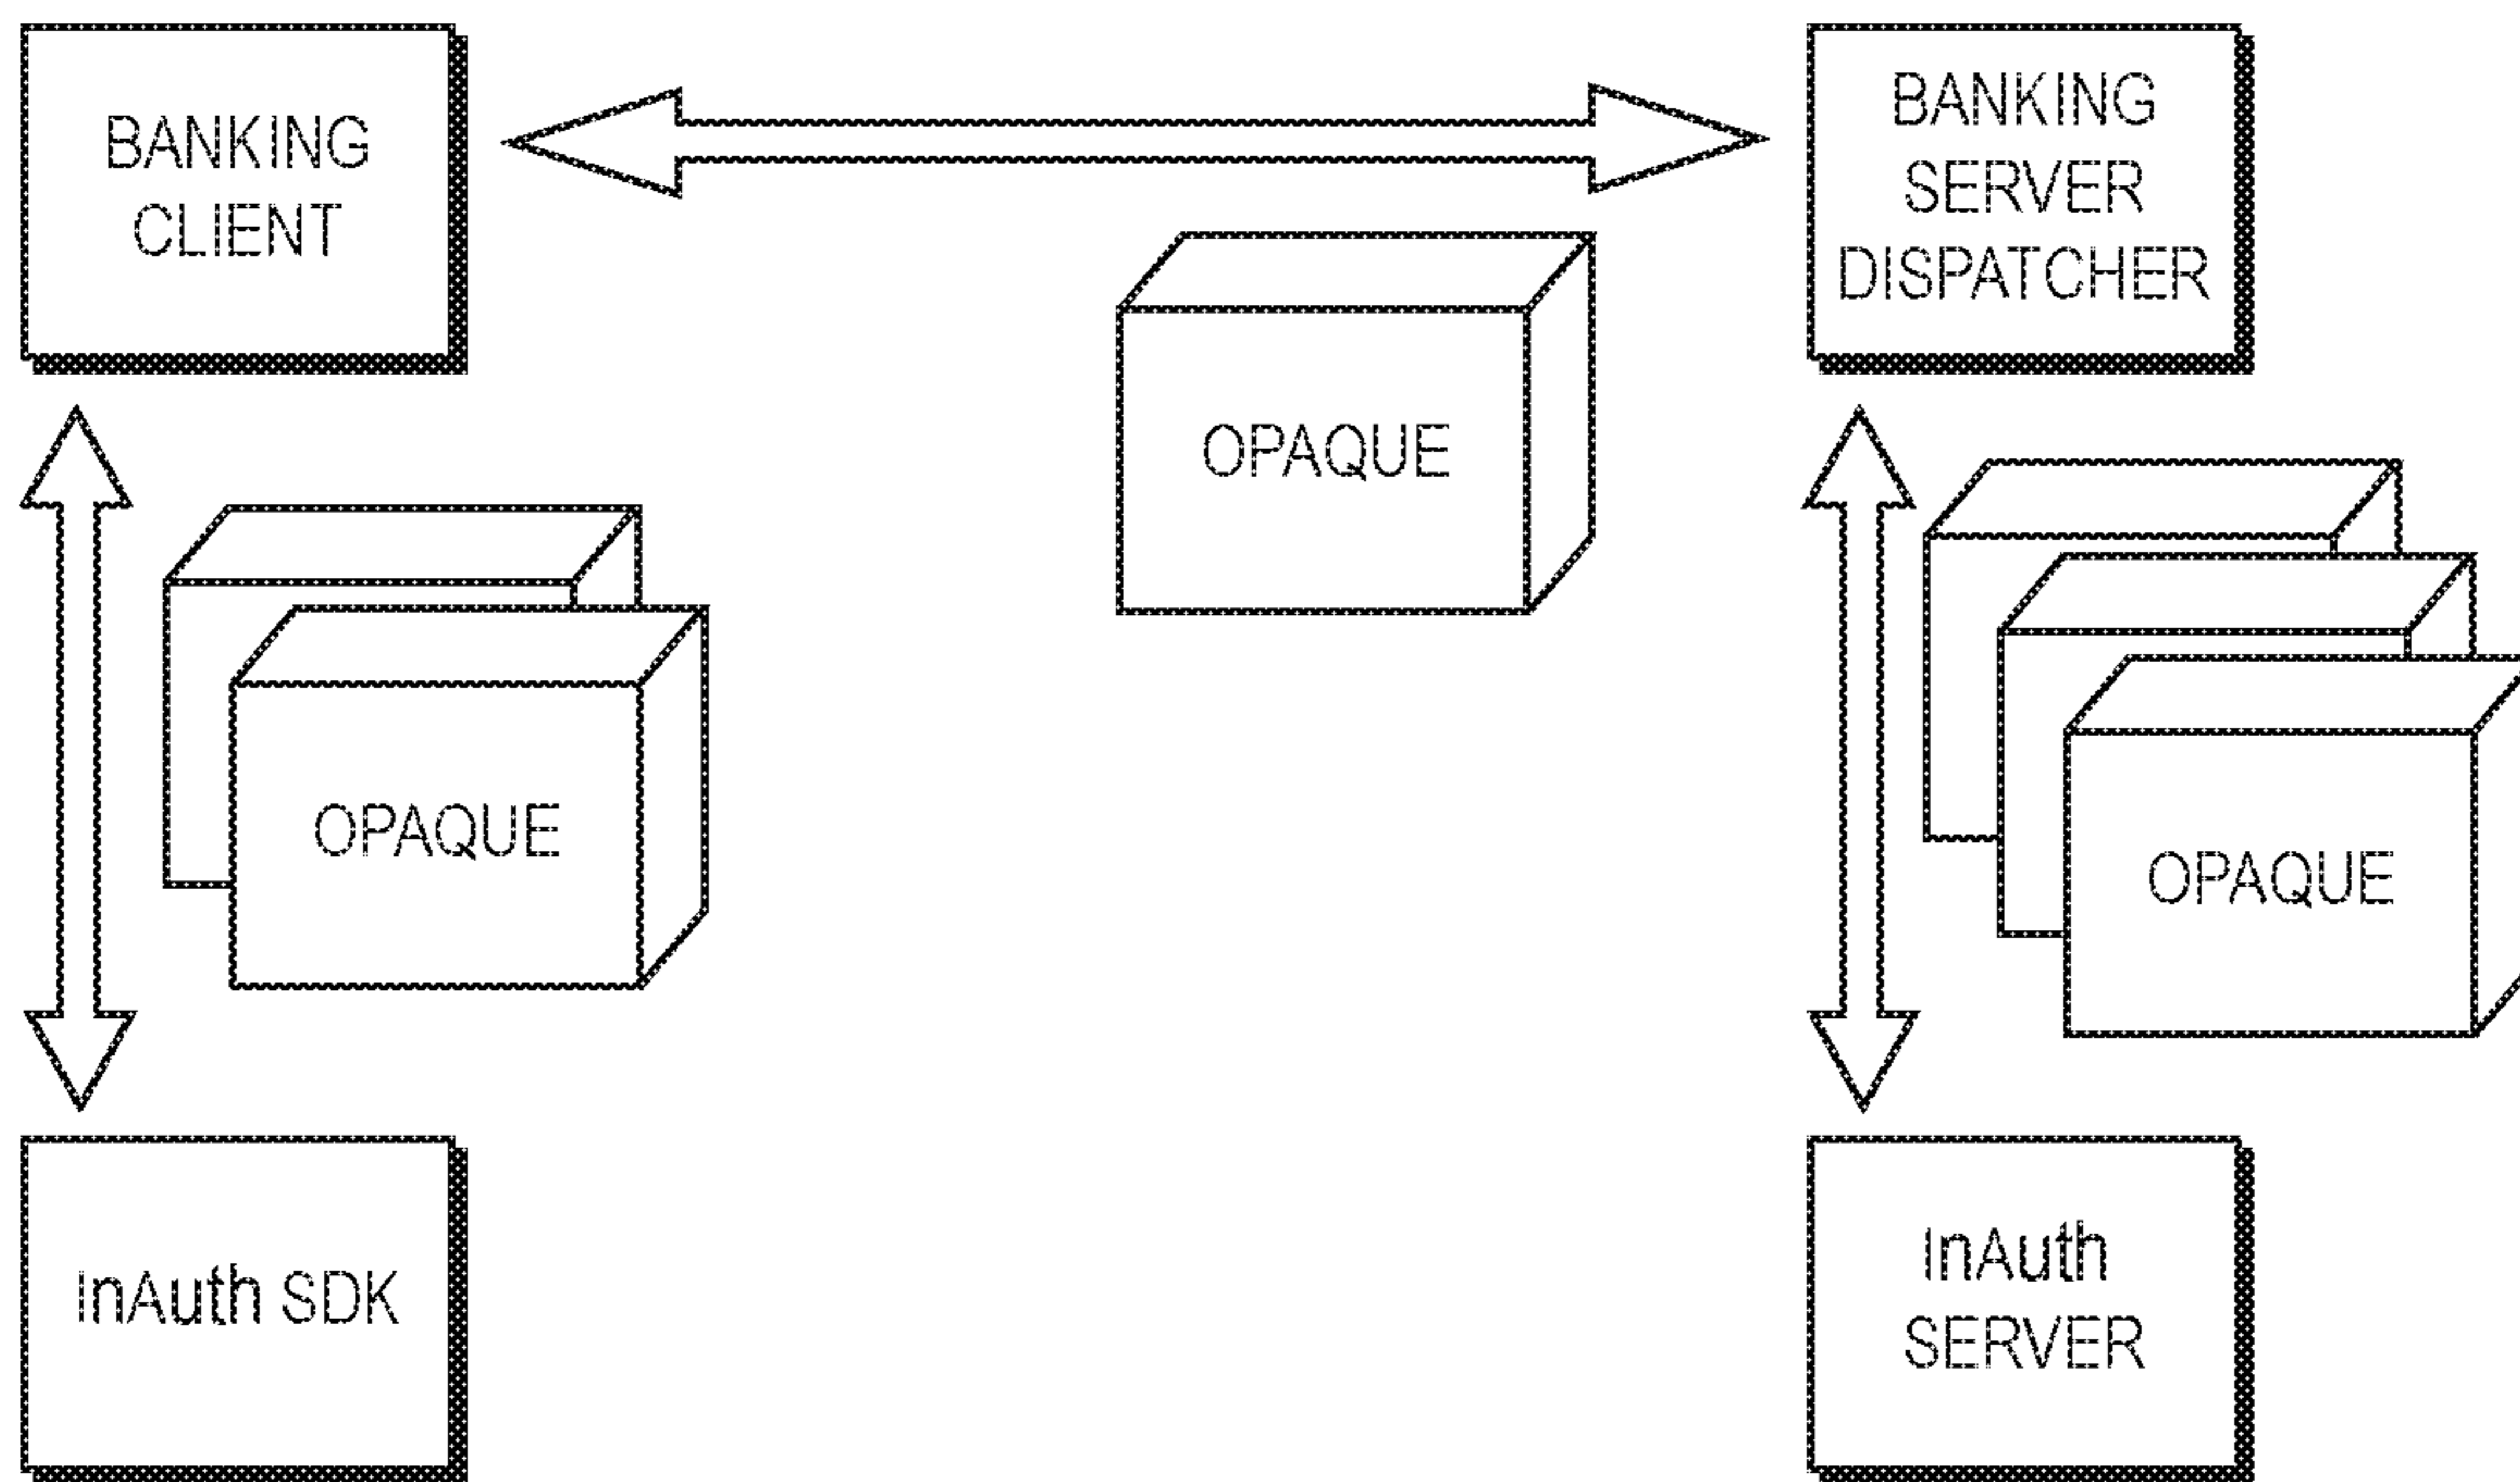 BANKING
CLIENT
BANKING
SERVER
DISPATCHER
OPAQUE
OPAQUE
OPAQUE
InAuth SDK
InAuth
SERVER